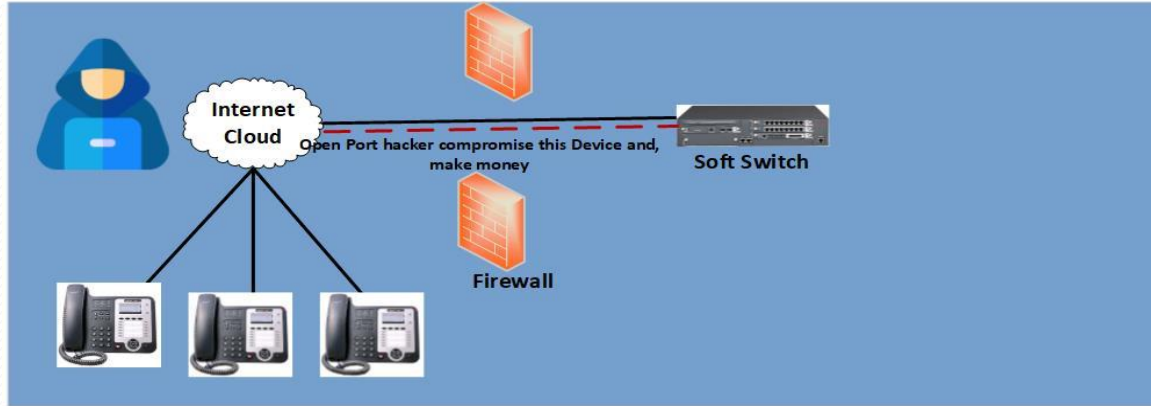 Internet
Cloud
Open Port hacker compromise this Device and,
make money
Soft Switch
Firewall